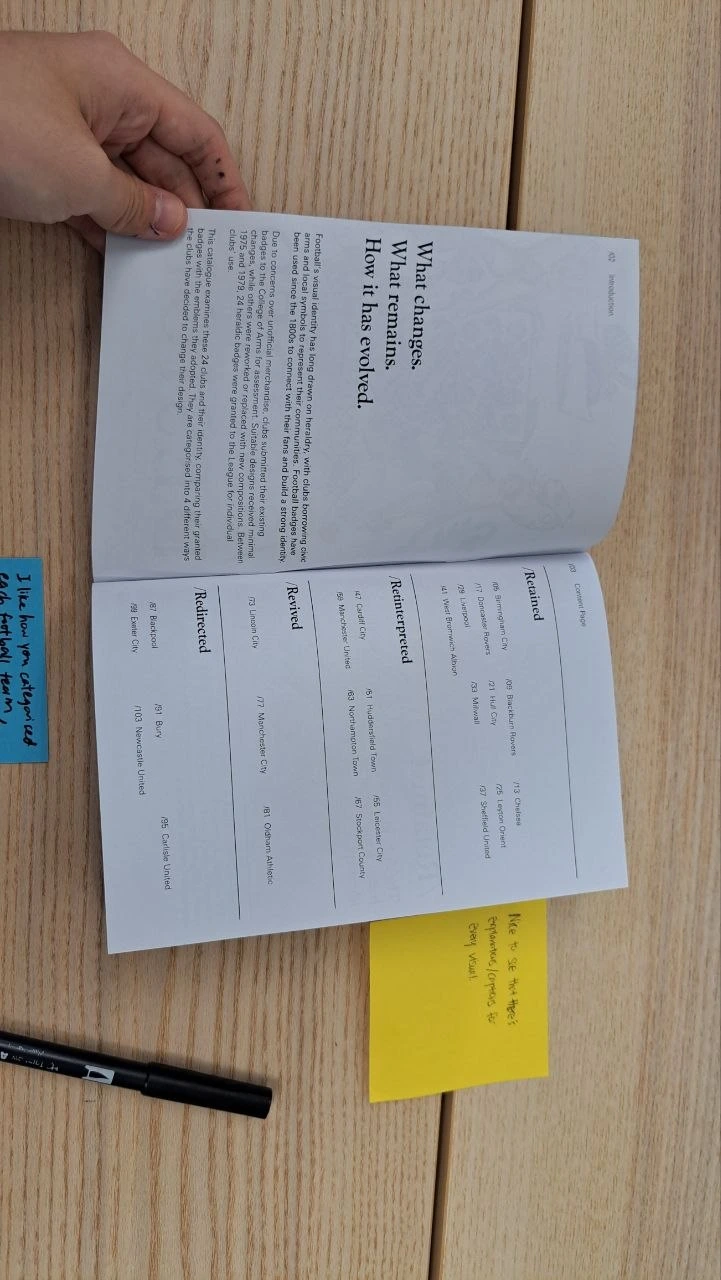 /02 Introduction
What changes.
What remains.
How it has evolved.
Football's visual identity has long drawn on heraldry, with clubs borrowing civic
arms and local symbols to represent their communities. Football badges have
been used since the 1800s to connect with their fans and build a strong identity.
Due to concerns over unofficial merchandise, clubs submitted their existing
badges to the College of Arms for assessment. Suitable designs received minimal
changes, while others were reworked or replaced with new compositions. Between
1975 and 1979, 24 heraldic badges were granted to the League for individual
clubs' use.
This catalogue examines these 24 clubs and their identity, comparing their granted
badges with the emblems they adopted. They are categorised into 4 different ways
the clubs have decided to change their design.
/03 Content Page
/Retained
/05 Birmingham City /09 Blackburn Rovers /13 Chelsea
/17 Doncaster Rovers /21 Hull City /25 Leyton Orient
/29 Liverpool /33 Millwall /37 Sheffield United
/41 West Bromwich Albion
/Retinterpreted
/47 Cardiff City /51 Huddersfield Town /55 Leicester City
/59 Manchester United /63 Northampton Town /67 Stockport County
/Revived
/73 Lincoln City /77 Manchester City /81 Oldham Athletic
/Redirected
/87 Blackpool /91 Bury /95 Carlisle United
/99 Exeter City /103 Newcastle United
Nice to see that there's
explanations/captions for
every visual.
I like how you categorised
each football team,